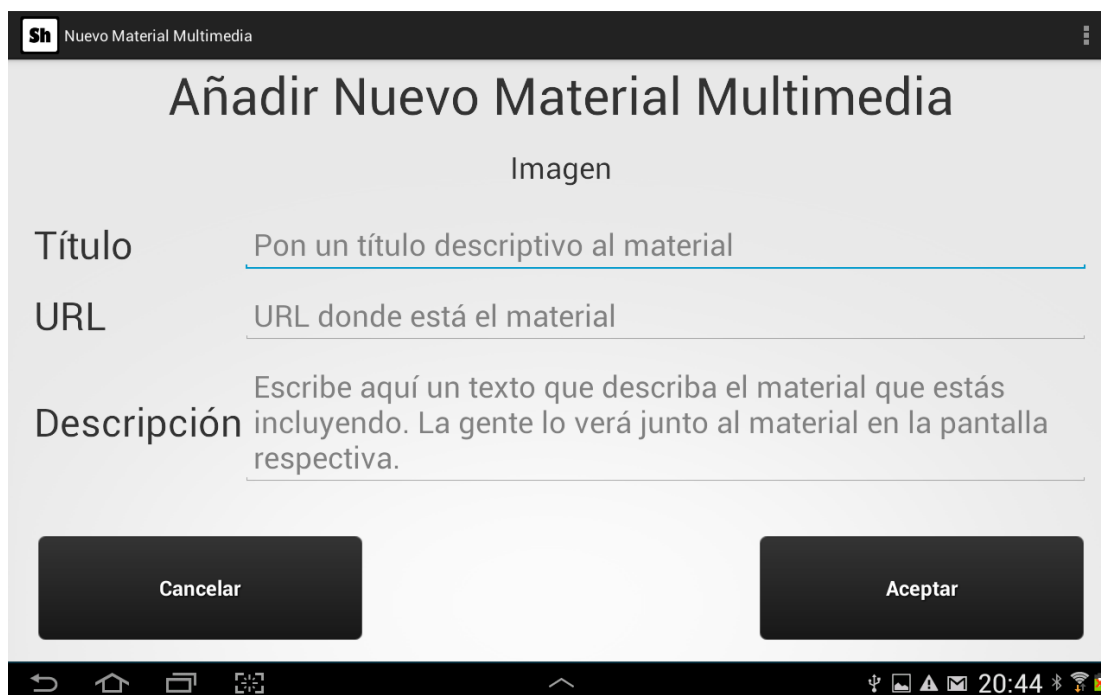 Sh Nuevo Material Multimedia
Añadir Nuevo Material Multimedia
Imagen
Título
Pon un título descriptivo al material
URL
URL donde está el material
Descripción
Escribe aquí un texto que describa el material que estás
incluyendo. La gente lo verá junto al material en la pantalla
respectiva.
Cancelar
Aceptar
20:44